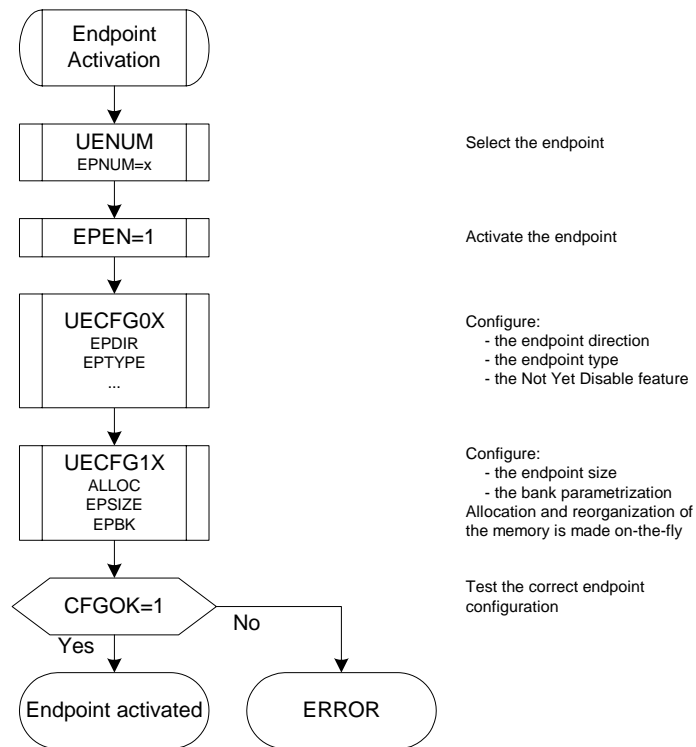 Endpoint
Activation
UENUM
EPNUM=x
Select the endpoint
EPEN=1
Activate the endpoint
UECFG0X
EPDIR
EPTYPE
...
Configure:
- the endpoint direction
- the endpoint type
- the Not Yet Disable feature
UECFG1X
ALLOC
EPSIZE
EPBK
Configure:
- the endpoint size
- the bank parametrization
Allocation and reorganization of
the memory is made on-the-fly
CFGOK=1
Test the correct endpoint
configuration
No
Yes
Endpoint activated
ERROR